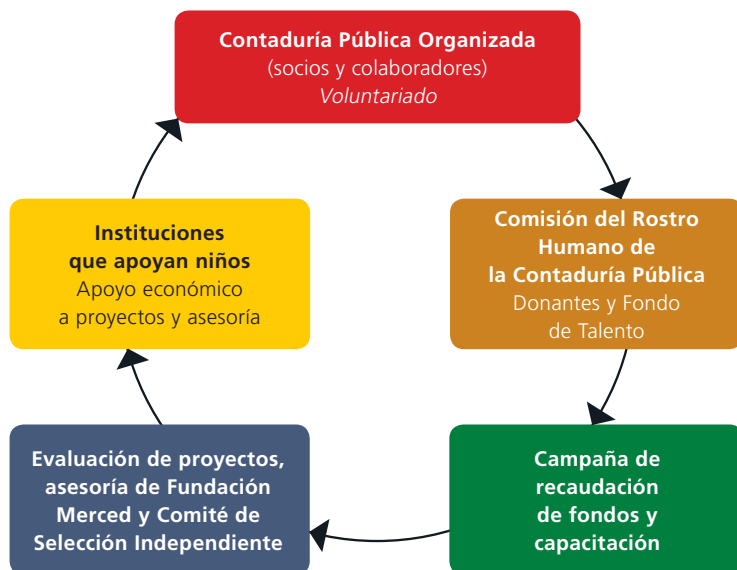 Contaduría Pública Organizada
(socios y colaboradores)
Voluntariado
Instituciones
que apoyan niños
Apoyo económico
a proyectos y asesoría
Comisión del Rostro
Humano de
la Contaduría Pública
Donantes y Fondo
de Talento
Evaluación de proyectos,
asesoría de Fundación
Merced y Comité de
Selección Independiente
Campaña de
recaudación
de fondos y
capacitación